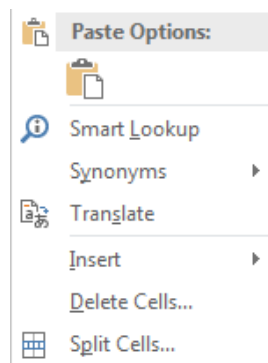 Paste Options:
Smart Lookup
Synonyms
Translate
Insert
Delete Cells...
Split Cells...